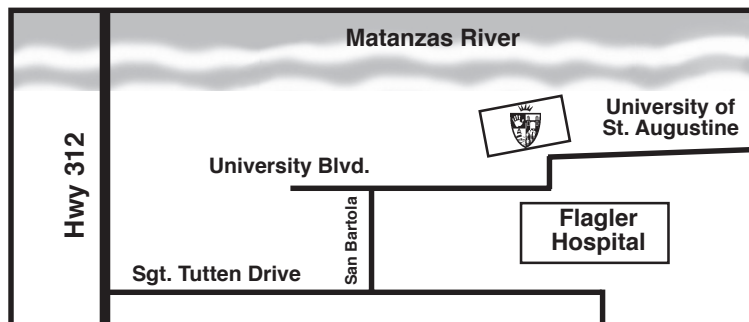 Matanzas River
University of
St. Augustine
University Blvd.
Hwy 312
San Bartola
Flagler
Hospital
Sgt. Tutten Drive